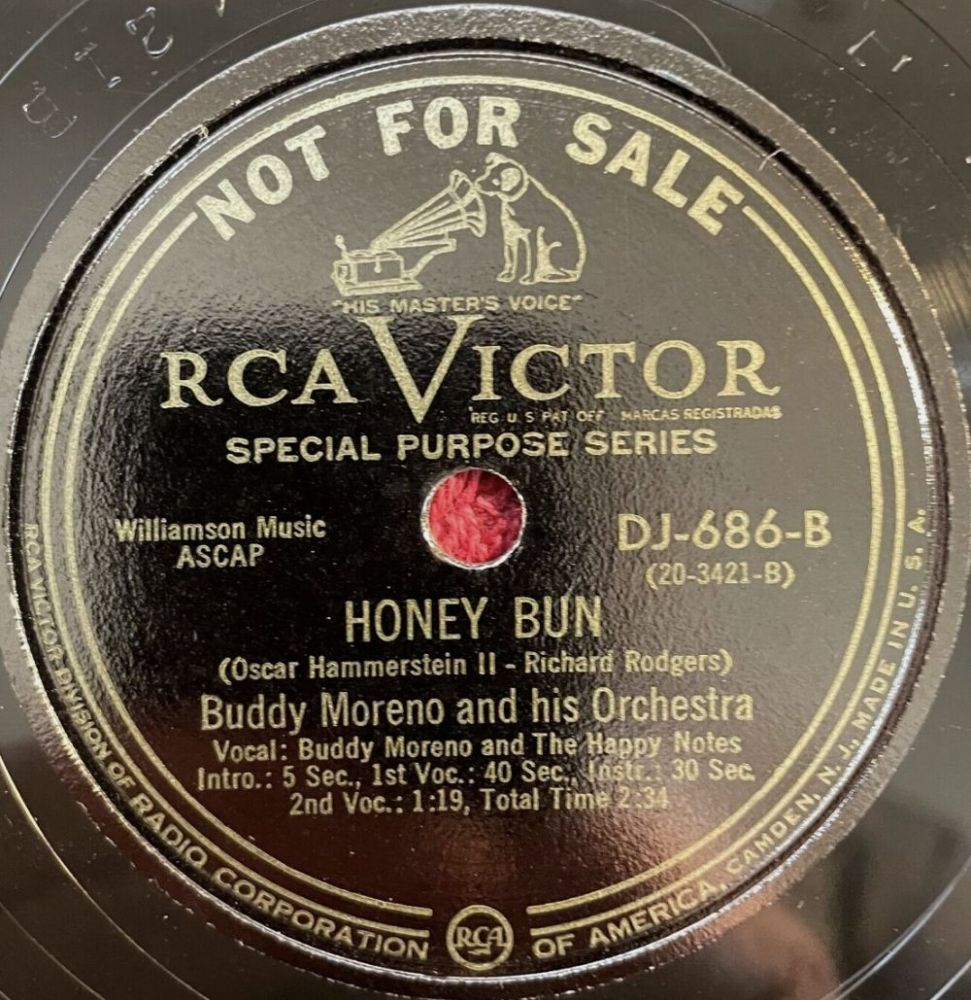 NOT FOR SALE
"HIS MASTER'S VOICE"
RCA VICTOR
REG. U. S. PAT. OFF. MARCAS REGISTRADAS
SPECIAL PURPOSE SERIES
Williamson Music
ASCAP
DJ-686-B
(20-3421-B)
HONEY BUN
(Oscar Hammerstein II - Richard Rodgers)
Buddy Moreno and his Orchestra
Vocal: Buddy Moreno and The Happy Notes
Intro.: 5 Sec., 1st Voc.: 40 Sec., Instr.: 30 Sec.
2nd Voc.: 1:19, Total Time 2:34
RCA VICTOR DIVISION OF RADIO CORPORATION OF AMERICA, CAMDEN, N. J., MADE IN U. S. A.
RCA